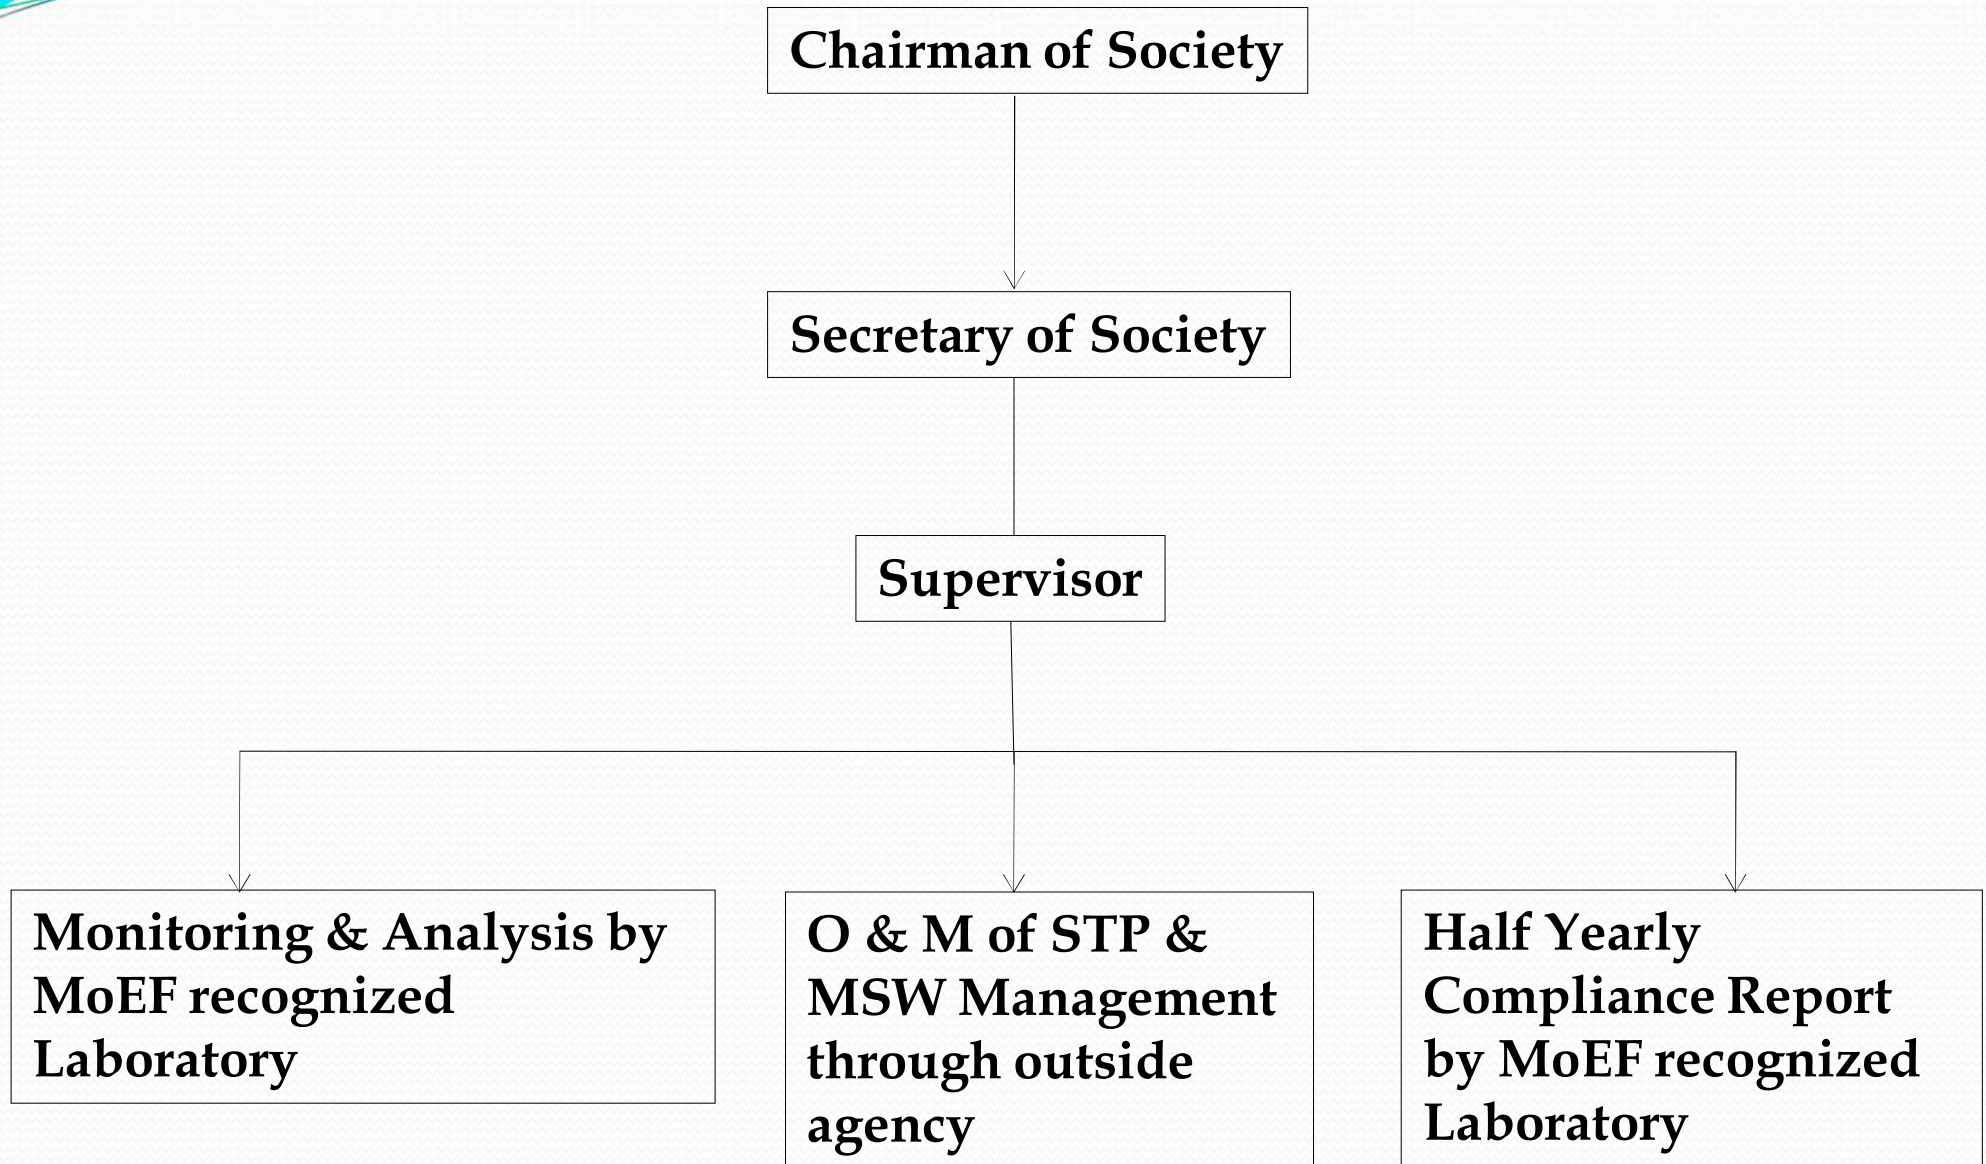 Chairman of Society
Secretary of Society
Supervisor
Monitoring & Analysis by
MoEF recognized
Laboratory
O & M of STP &
MSW Management
through outside
agency
Half Yearly
Compliance Report
by MoEF recognized
Laboratory